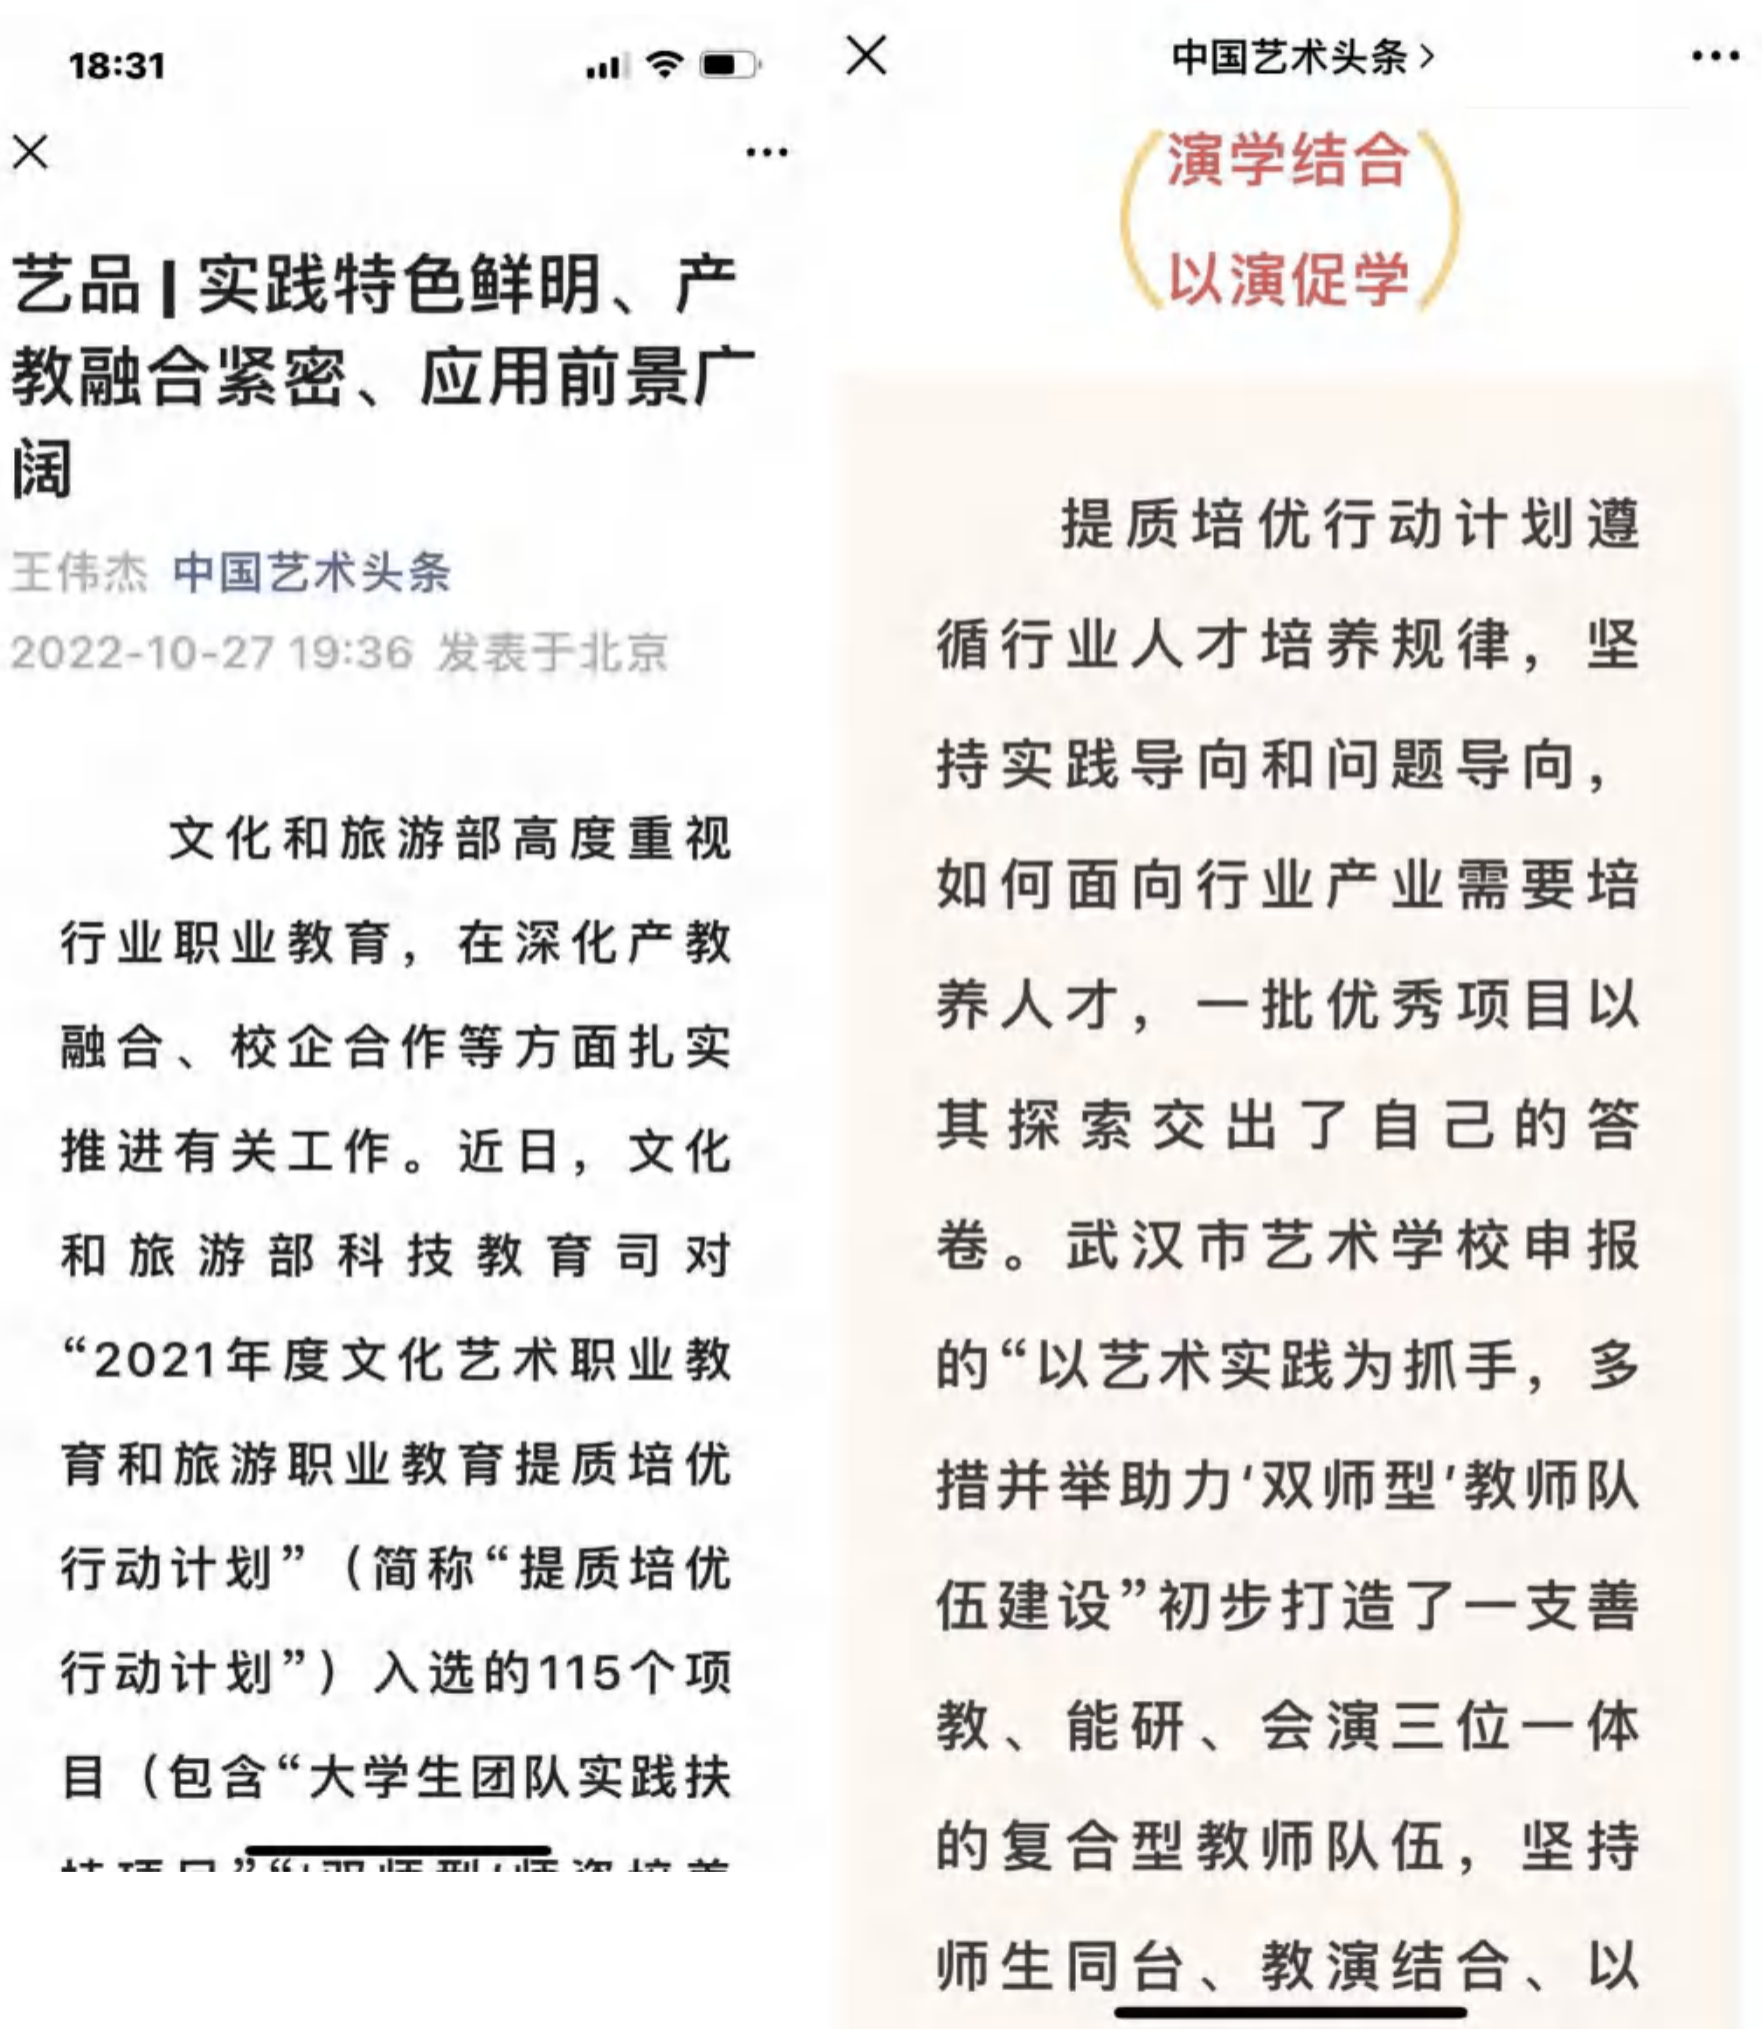 18:31
艺品 | 实践特色鲜明、产
教融合紧密、应用前景广
阔
王伟杰 中国艺术头条
2022-10-27 19:36 发表于北京
文化和旅游部高度重视
行业职业教育，在深化产教
融合、校企合作等方面扎实
推进有关工作。近日，文化
和旅游部科技教育司对
“2021年度文化艺术职业教
育和旅游职业教育提质培优
行动计划”（简称“提质培优
行动计划”）入选的115个项
目（包含“大学生团队实践扶
持项目”“‘双师型’师资培养
中国艺术头条>
演学结合
以演促学
提质培优行动计划遵
循行业人才培养规律，坚
持实践导向和问题导向，
如何面向行业产业需要培
养人才，一批优秀项目以
其探索交出了自己的答
卷。武汉市艺术学校申报
的“以艺术实践为抓手，多
措并举助力‘双师型’教师队
伍建设”初步打造了一支善
教、能研、会演三位一体
的复合型教师队伍，坚持
师生同台、教演结合、以